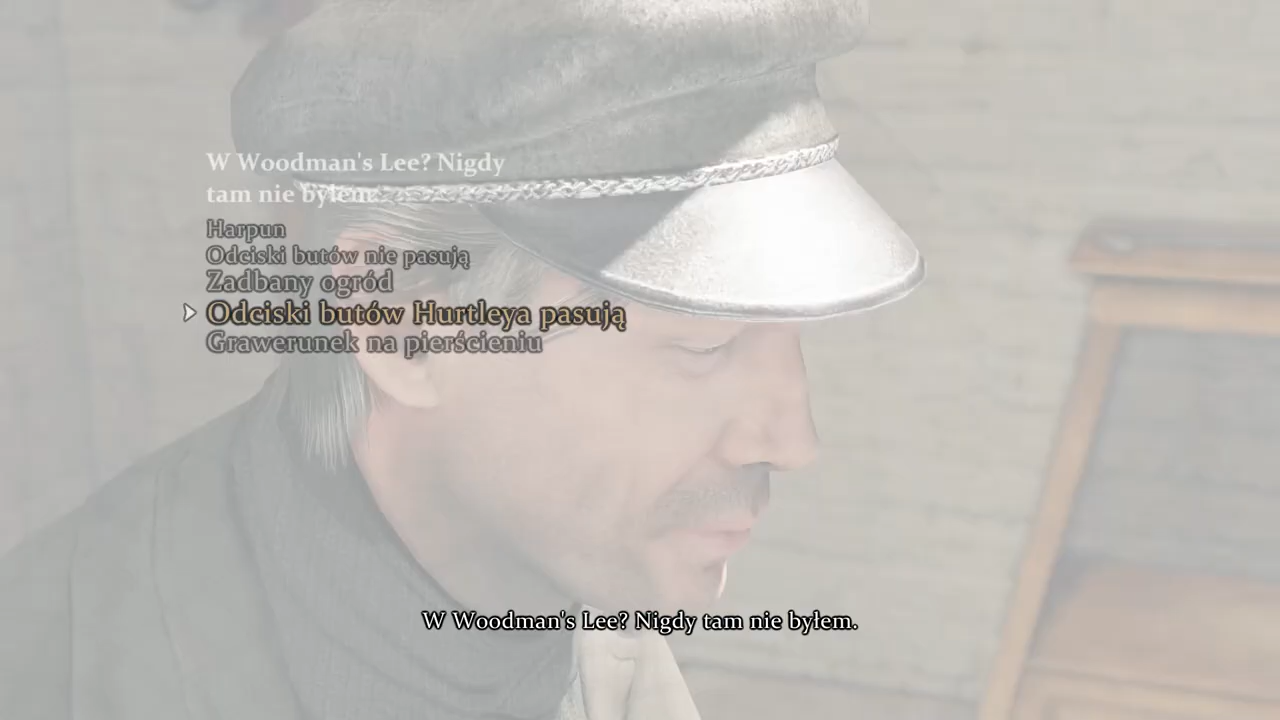 W Woodman's Lee? Nigdy
tam nie byłem.
Harpun
Odciski butów nie pasują
Zadbany ogród
Odciski butów Hurtleya pasują
Grawerunek na pierścieniu
W Woodman's Lee? Nigdy tam nie byłem.